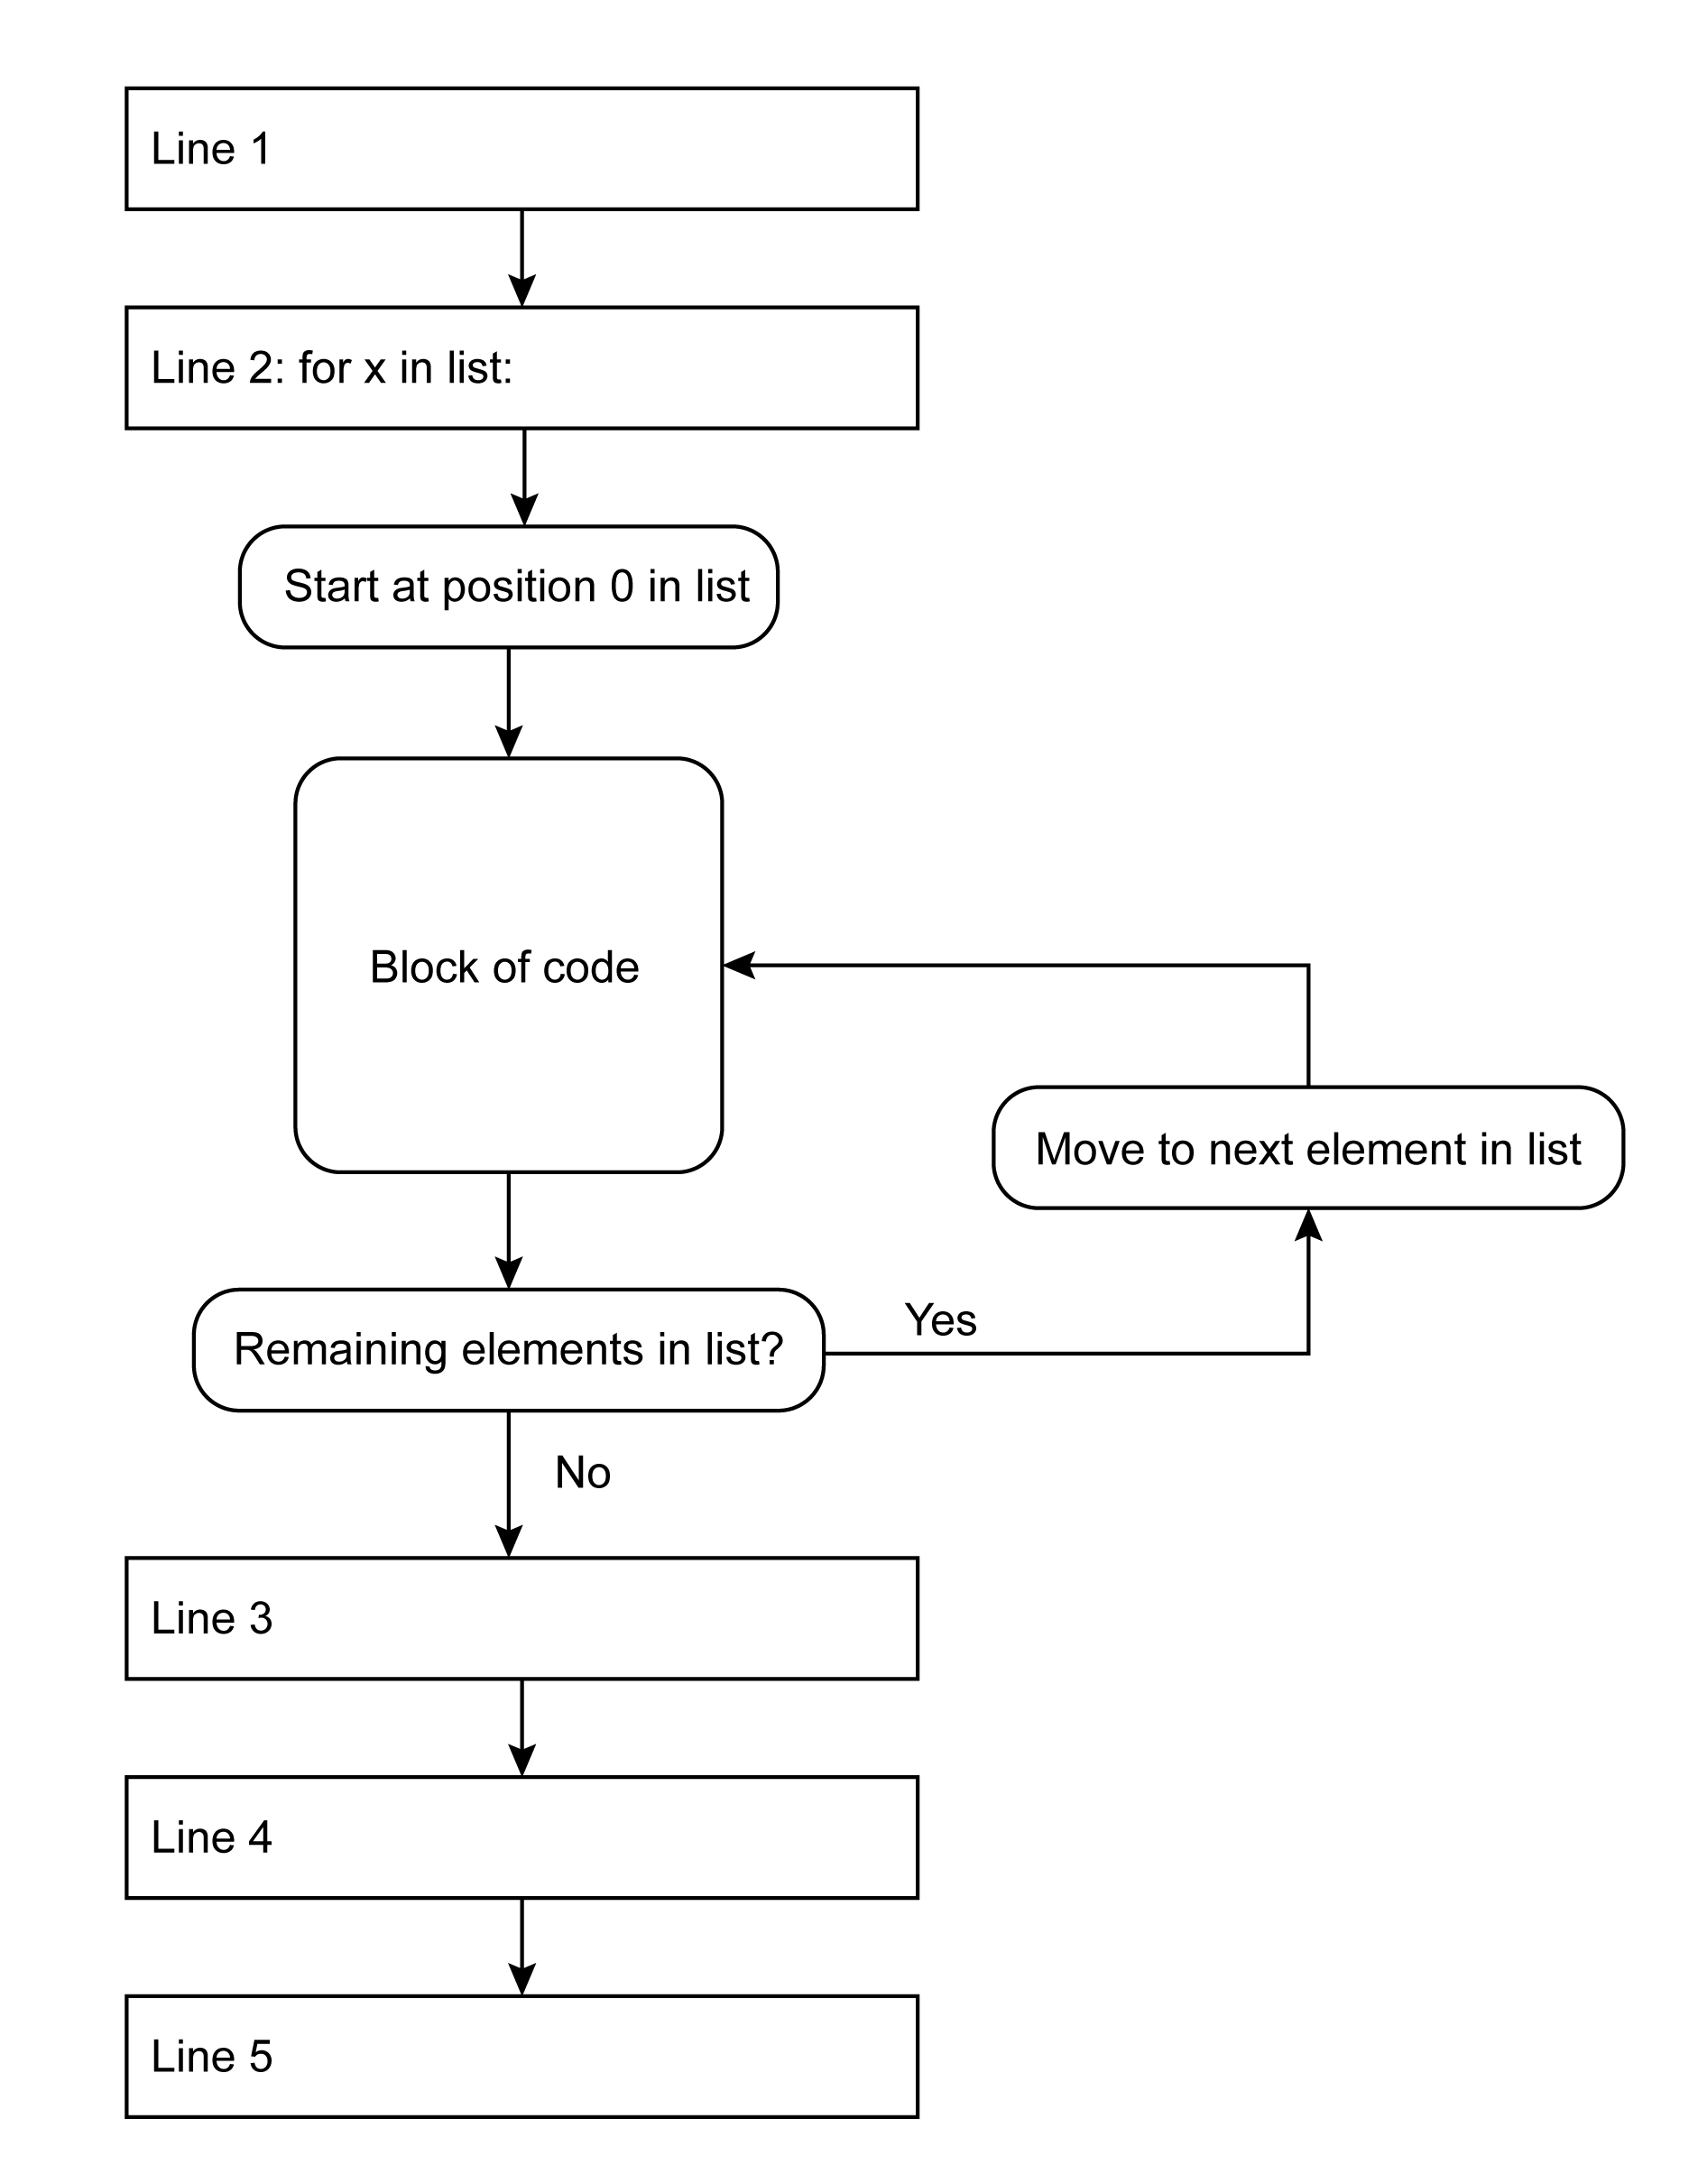 Line 1
Line 2: for x in list:
Start at position 0 in list
Block of code
Move to next element in list
Remaining elements in list?
Yes
No
Line 3
Line 4
Line 5